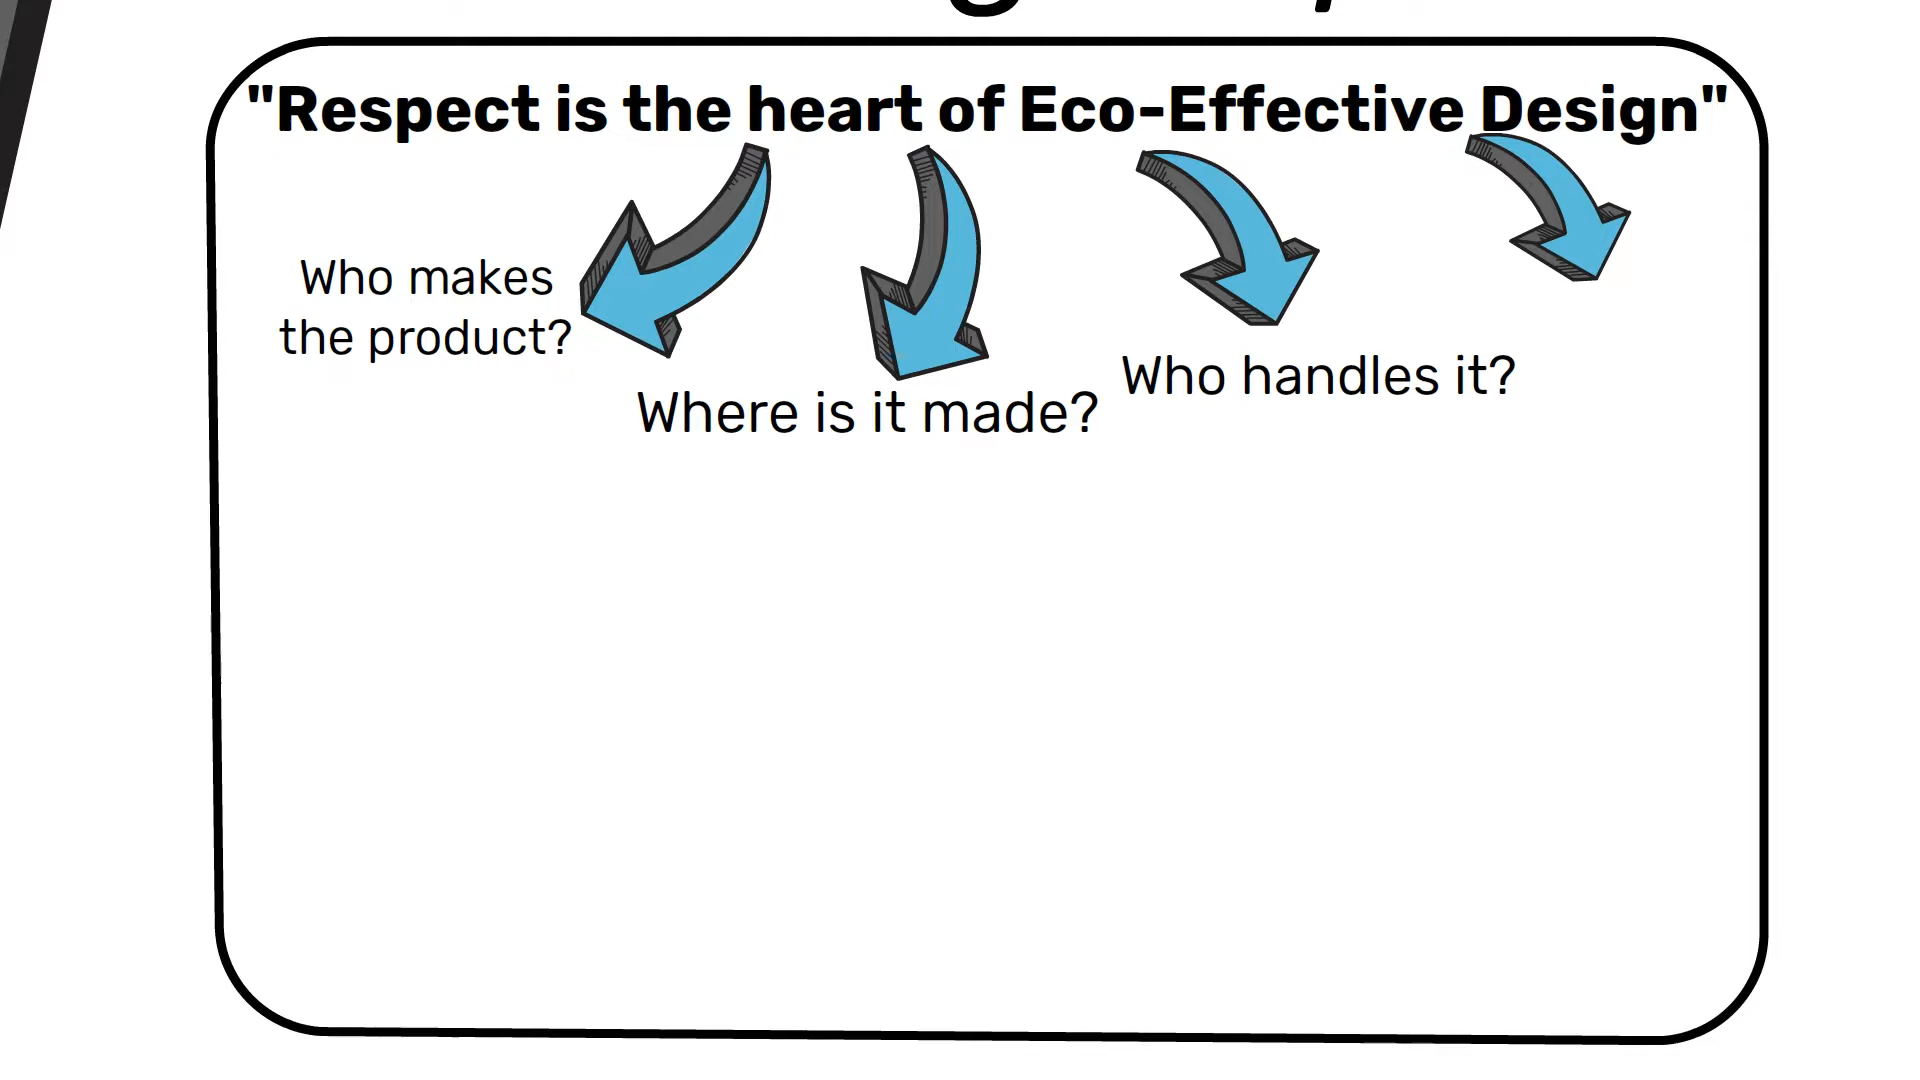 "Respect is the heart of Eco-Effective Design"
Who makes
the product?
Where is it made?
Who handles it?